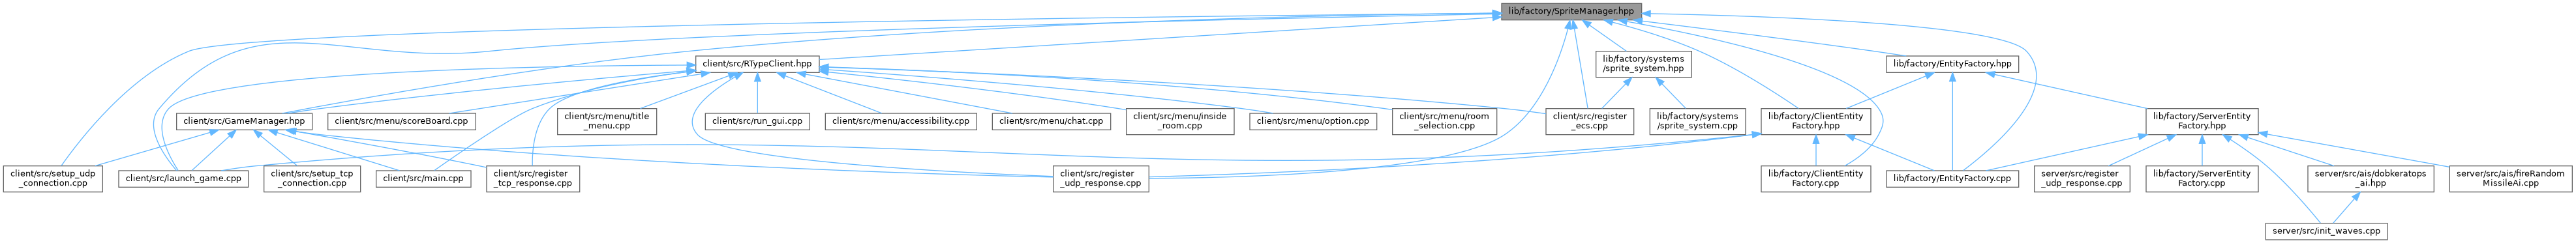 lib/factory/SpriteManager.hpp
client/src/RTypeClient.hpp
lib/factory/systems
/sprite_system.hpp
lib/factory/EntityFactory.hpp
client/src/GameManager.hpp
client/src/menu/scoreBoard.cpp
client/src/menu/title
_menu.cpp
client/src/run_gui.cpp
client/src/menu/accessibility.cpp
client/src/menu/chat.cpp
client/src/menu/inside
_room.cpp
client/src/menu/option.cpp
client/src/menu/room
_selection.cpp
client/src/register
_ecs.cpp
lib/factory/systems
/sprite_system.cpp
lib/factory/ClientEntity
Factory.hpp
lib/factory/ServerEntity
Factory.hpp
client/src/setup_udp
_connection.cpp
client/src/launch_game.cpp
client/src/setup_tcp
_connection.cpp
client/src/main.cpp
client/src/register
_tcp_response.cpp
client/src/register
_udp_response.cpp
lib/factory/ClientEntity
Factory.cpp
lib/factory/EntityFactory.cpp
server/src/register
_udp_response.cpp
lib/factory/ServerEntity
Factory.cpp
server/src/ais/dobkeratops
_ai.hpp
server/src/ais/fireRandom
MissileAi.cpp
server/src/init_waves.cpp